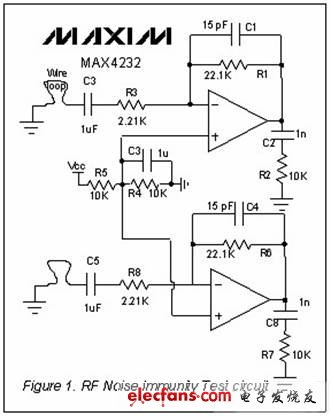 MAXIM
MAX4232
15 pF
C1
Wire
loop
C3
R3
22.1K
R1
1uF
2.21K
1n
C2
Vcc
C3
1u
R5
R2
10K
10K
R4
10K
15 pF
C4
C5
R8
22.1K
R6
1uF
2.21K
1n
C8
R7
10K
Figure 1. RF Noise immunity Test circuit
elecfans.com 电子发烧友